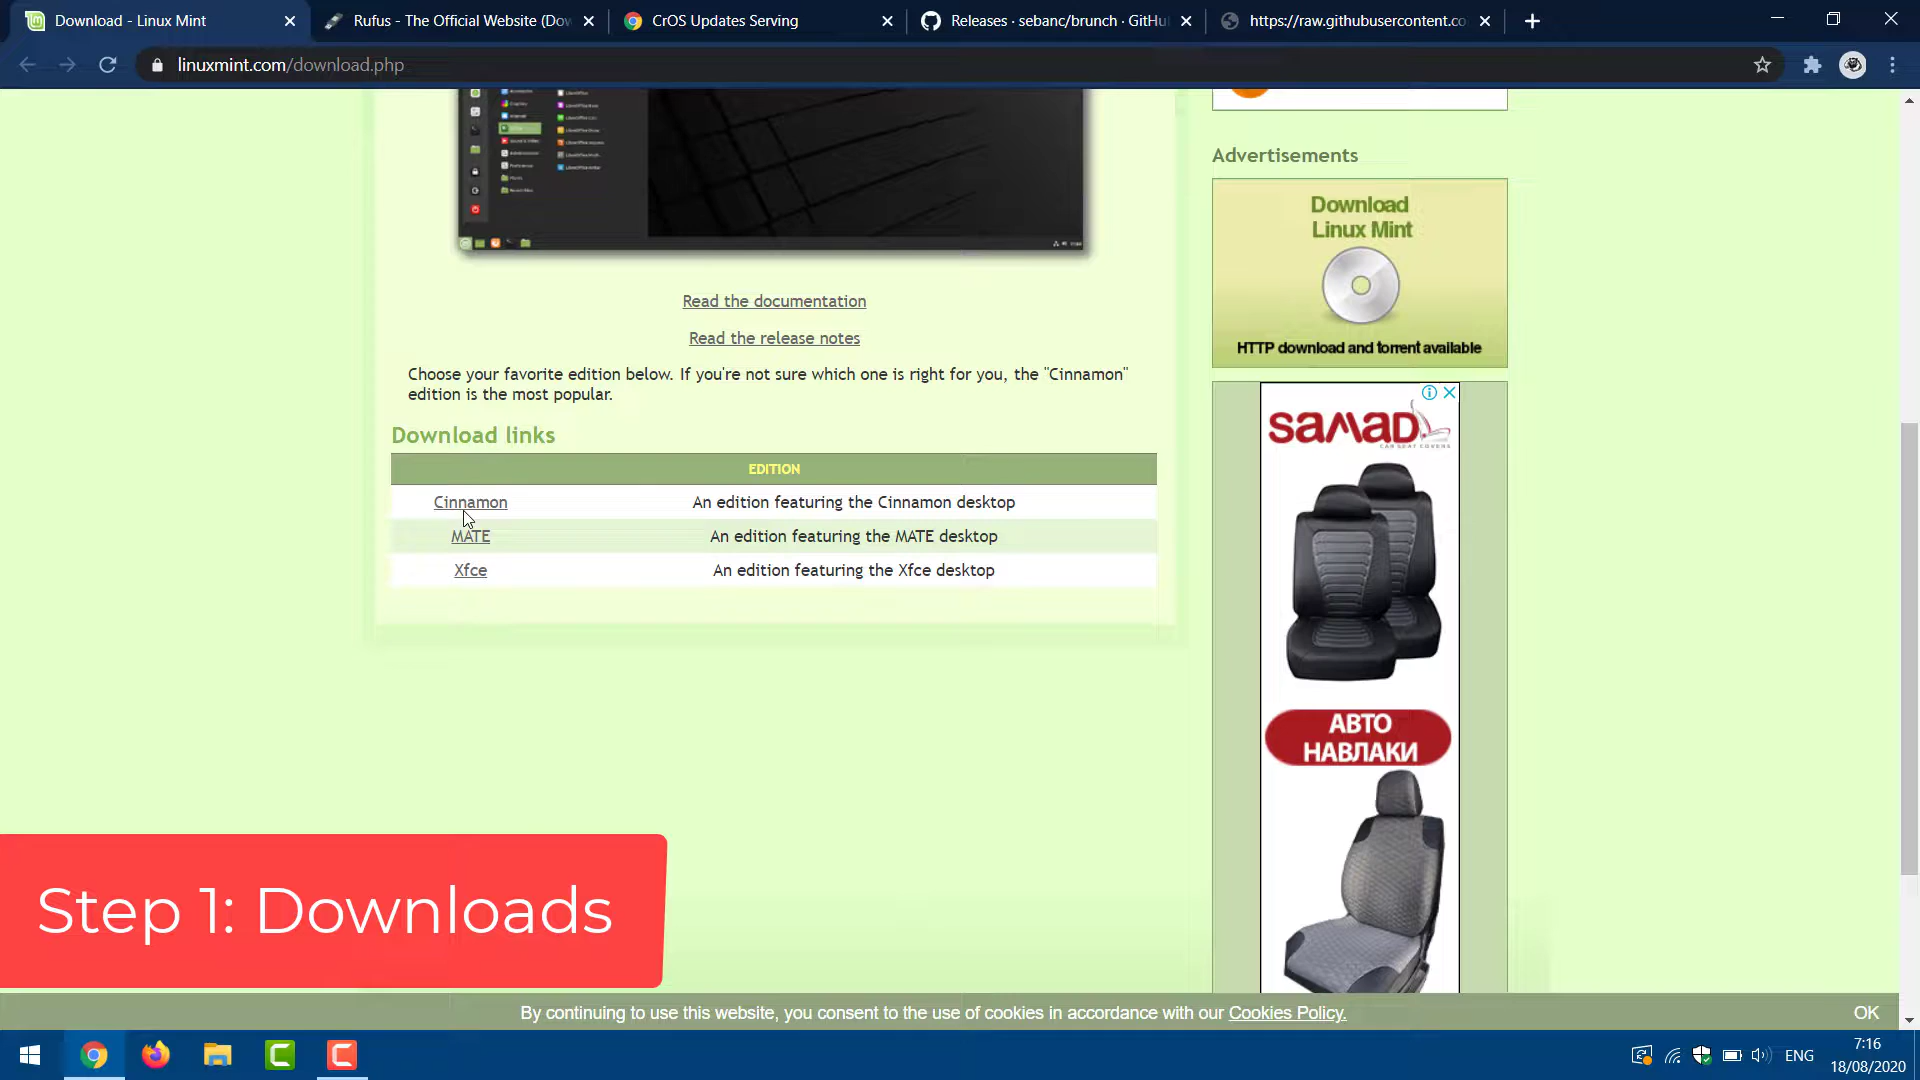 Download - Linux Mint
Rufus - The Official Website (Dow
CrOS Updates Serving
Releases · sebanc/brunch · GitHu
https://raw.githubusercontent.co
linuxmint.com/download.php
Read the documentation
Read the release notes
Choose your favorite edition below. If you're not sure which one is right for you, the "Cinnamon"
edition is the most popular.
Download links
EDITION
Cinnamon An edition featuring the Cinnamon desktop
MATE An edition featuring the MATE desktop
Xfce An edition featuring the Xfce desktop
Advertisements
Download
Linux Mint
HTTP download and torrent available
SAMAD
CAR SEAT COVERS
АВТО
НАВЛАКИ
Step 1: Downloads
By continuing to use this website, you consent to the use of cookies in accordance with our Cookies Policy.
OK
ENG
7:16
18/08/2020